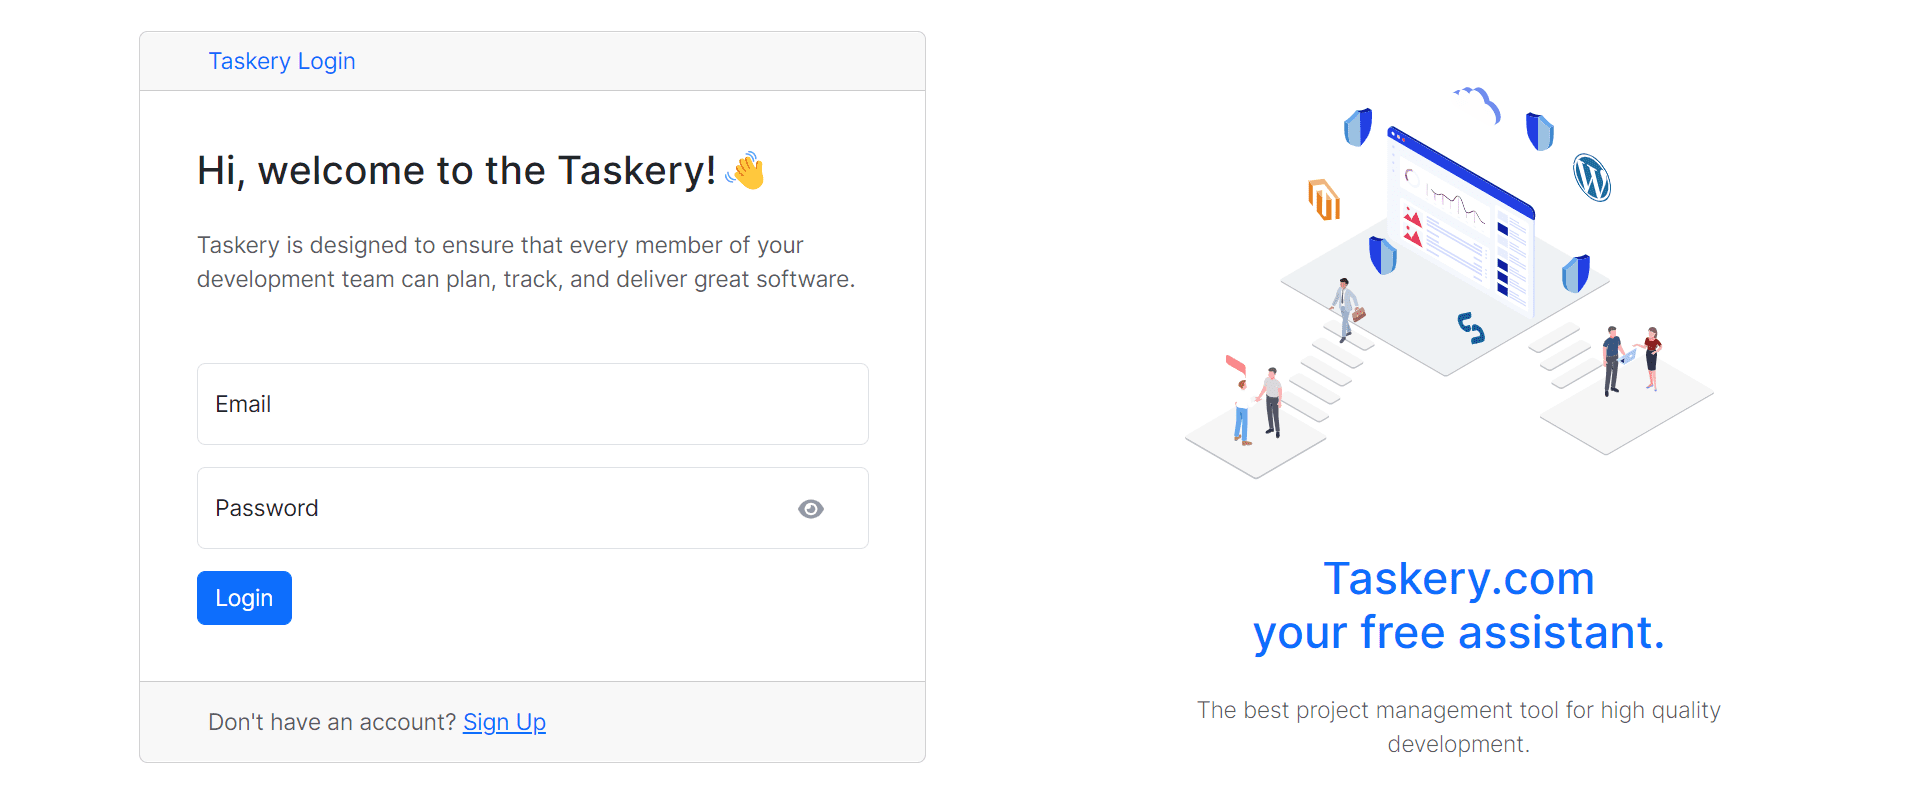 Taskery Login
Hi, welcome to the Taskery! 👋
Taskery is designed to ensure that every member of your
development team can plan, track, and deliver great software.
Email
Password
Login
Don't have an account? Sign Up
Taskery.com
your free assistant.
The best project management tool for high quality
development.